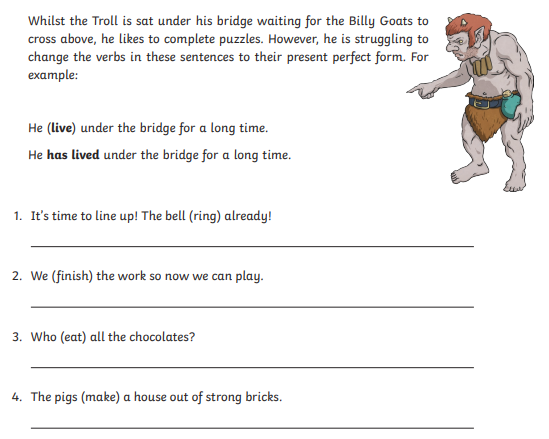 Whilst the Troll is sat under his bridge waiting for the Billy Goats to
cross above, he likes to complete puzzles. However, he is struggling to
change the verbs in these sentences to their present perfect form. For
example:
He (live) under the bridge for a long time.
He has lived under the bridge for a long time.
1. It's time to line up! The bell (ring) already!
2. We (finish) the work so now we can play.
3. Who (eat) all the chocolates?
4. The pigs (make) a house out of strong bricks.